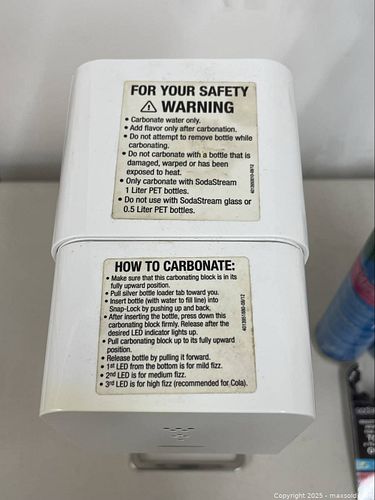 FOR YOUR SAFETY
⚠ WARNING
• Carbonate water only.
• Add flavor only after carbonation.
• Do not attempt to remove bottle while
carbonating.
• Do not carbonate with a bottle that is
damaged, warped or has been
exposed to heat.
• Only carbonate with SodaStream
1 Liter PET bottles.
• Do not use with SodaStream glass or
0.5 Liter PET bottles.
HOW TO CARBONATE:
• Make sure that this carbonating block is in its
fully upward position.
• Pull silver bottle loader tab toward you.
• Insert bottle (with water to fill line) into
Snap-Lock by pushing up and back.
• After inserting the bottle, press down this
carbonating block firmly. Release after the
desired LED indicator lights up.
• Pull carbonating block up to its fully upward
position.
• Release bottle by pulling it forward.
• 1st LED from the bottom is for mild fizz.
• 2nd LED is for medium fizz.
• 3rd LED is for high fizz (recommended for Cola).
Copyright 2025 - maxsold